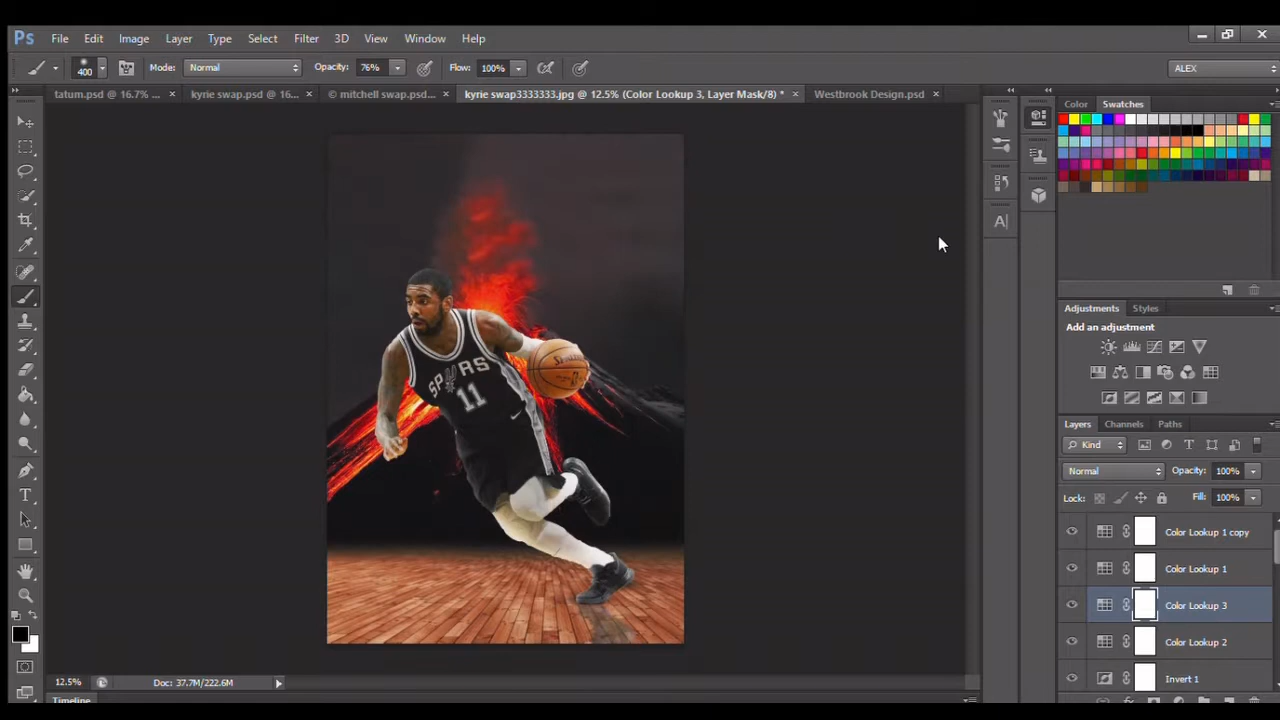 Ps File Edit Image Layer Type Select Filter 3D View Window Help
400 Mode: Normal Opacity: 76% Flow: 100% ALEX
tatum.psd @ 16.7% ... × kyrie swap.psd @ 16... × © mitchell swap.psd... × kyrie swap3333333.jpg @ 12.5% (Color Lookup 3, Layer Mask/8) * × Westbrook Design.psd ×
Color Swatches
A|
Adjustments Styles
Add an adjustment
SPURS
11
Layers Channels Paths
Kind
Normal Opacity: 100%
Lock: Fill: 100%
Color Lookup 1 copy
Color Lookup 1
Color Lookup 3
Color Lookup 2
Invert 1
12.5% Doc: 37.7M/222.6M
Timeline